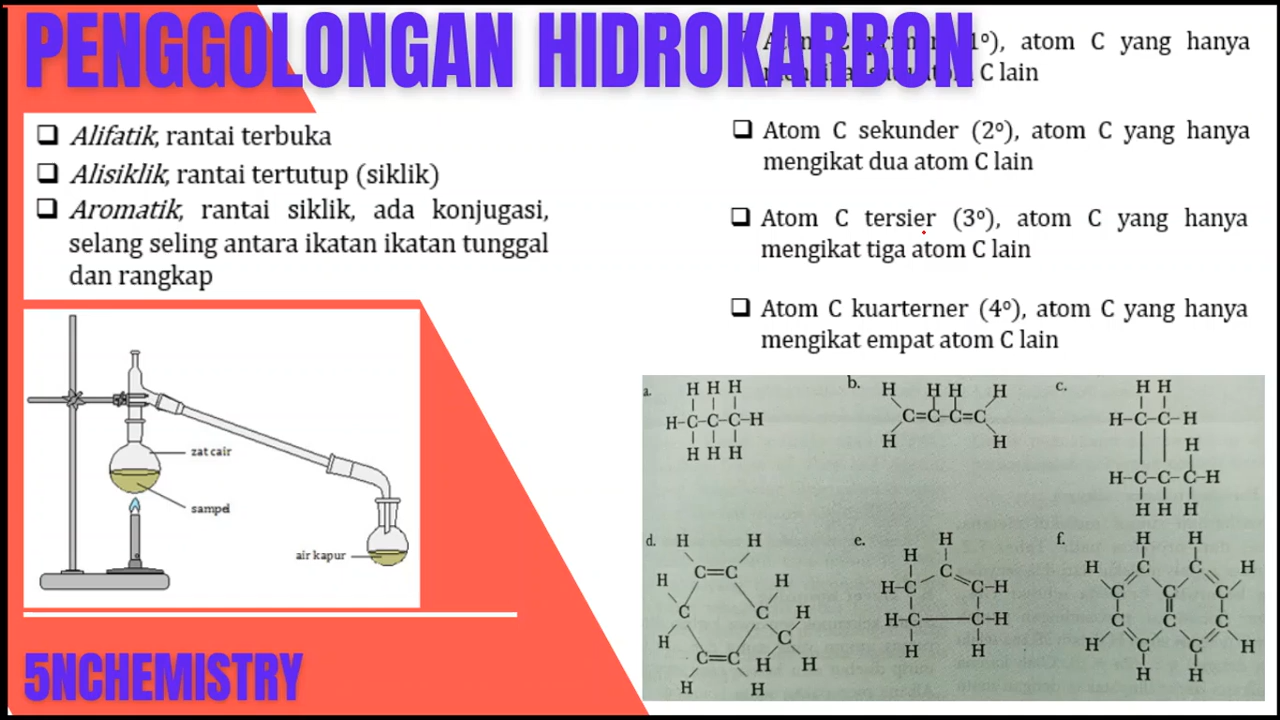 PENGGOLONGAN HIDROKARBON
1°), atom C yang hanya
C lain
❑ Alifatik, rantai terbuka
❑ Alisiklik, rantai tertutup (siklik)
❑ Aromatik, rantai siklik, ada konjugasi,
selang seling antara ikatan ikatan tunggal
dan rangkap
❑ Atom C sekunder (2°), atom C yang hanya
mengikat dua atom C lain
❑ Atom C tersier (3°), atom C yang hanya
mengikat tiga atom C lain
❑ Atom C kuarterner (4°), atom C yang hanya
mengikat empat atom C lain
zat cair
sampel
air kapur
a.
H H H
H-C-C-C-H
H H H
b.
H H H H
C=C-C=C
H H
c.
H H
H-C-C-H
H
H-C-C-C-H
H H H
d.
H H
C=C
H H
C C H
H C
C=C H H
H H
e.
H
H
H-C C C-H
H-C C-H
H H
f.
H H
H C C H
C C C
C C C
H C C H
H H
5NCHEMISTRY